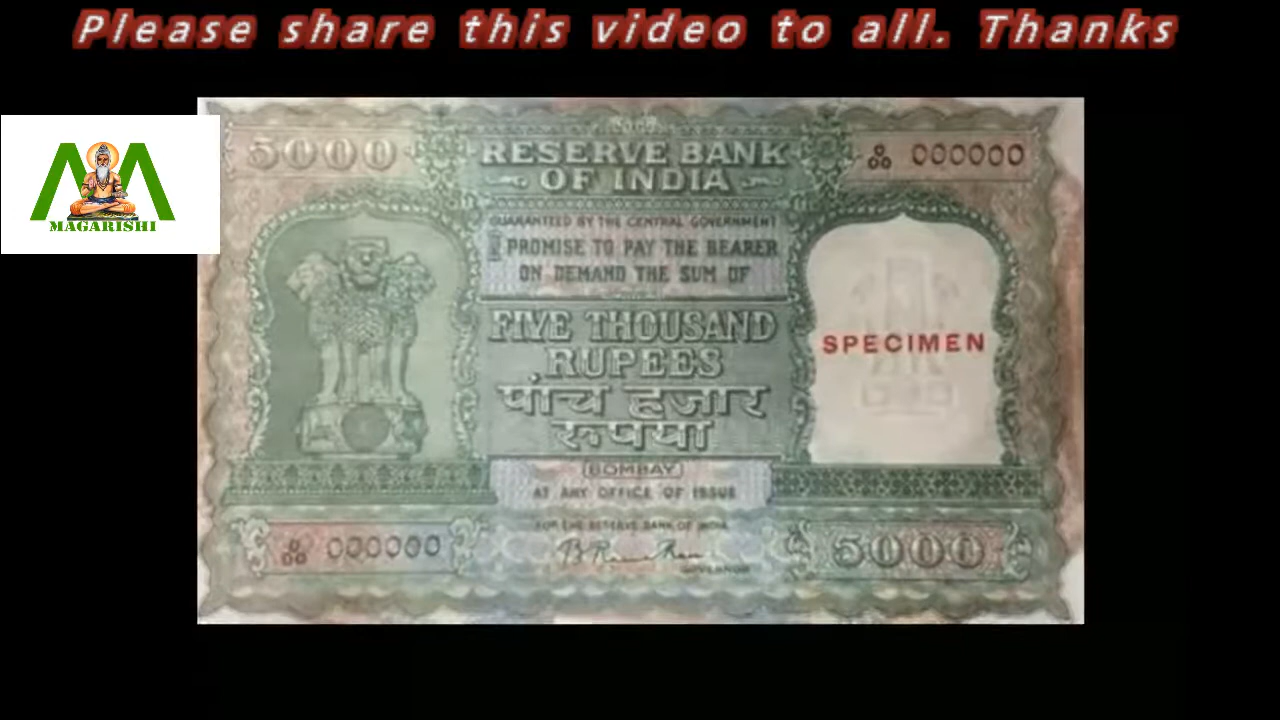 Please share this video to all. Thanks
MAGARISHI
5000
RESERVE BANK
OF INDIA
000000
GUARANTEED BY THE CENTRAL GOVERNMENT
PROMISE TO PAY THE BEARER
ON DEMAND THE SUM OF
FIVE THOUSAND
RUPEES
पांच हजार
रुपया
SPECIMEN
BOMBAY
AT ANY OFFICE OF ISSUE
FOR THE RESERVE BANK OF INDIA
000000
GOVERNOR
5000